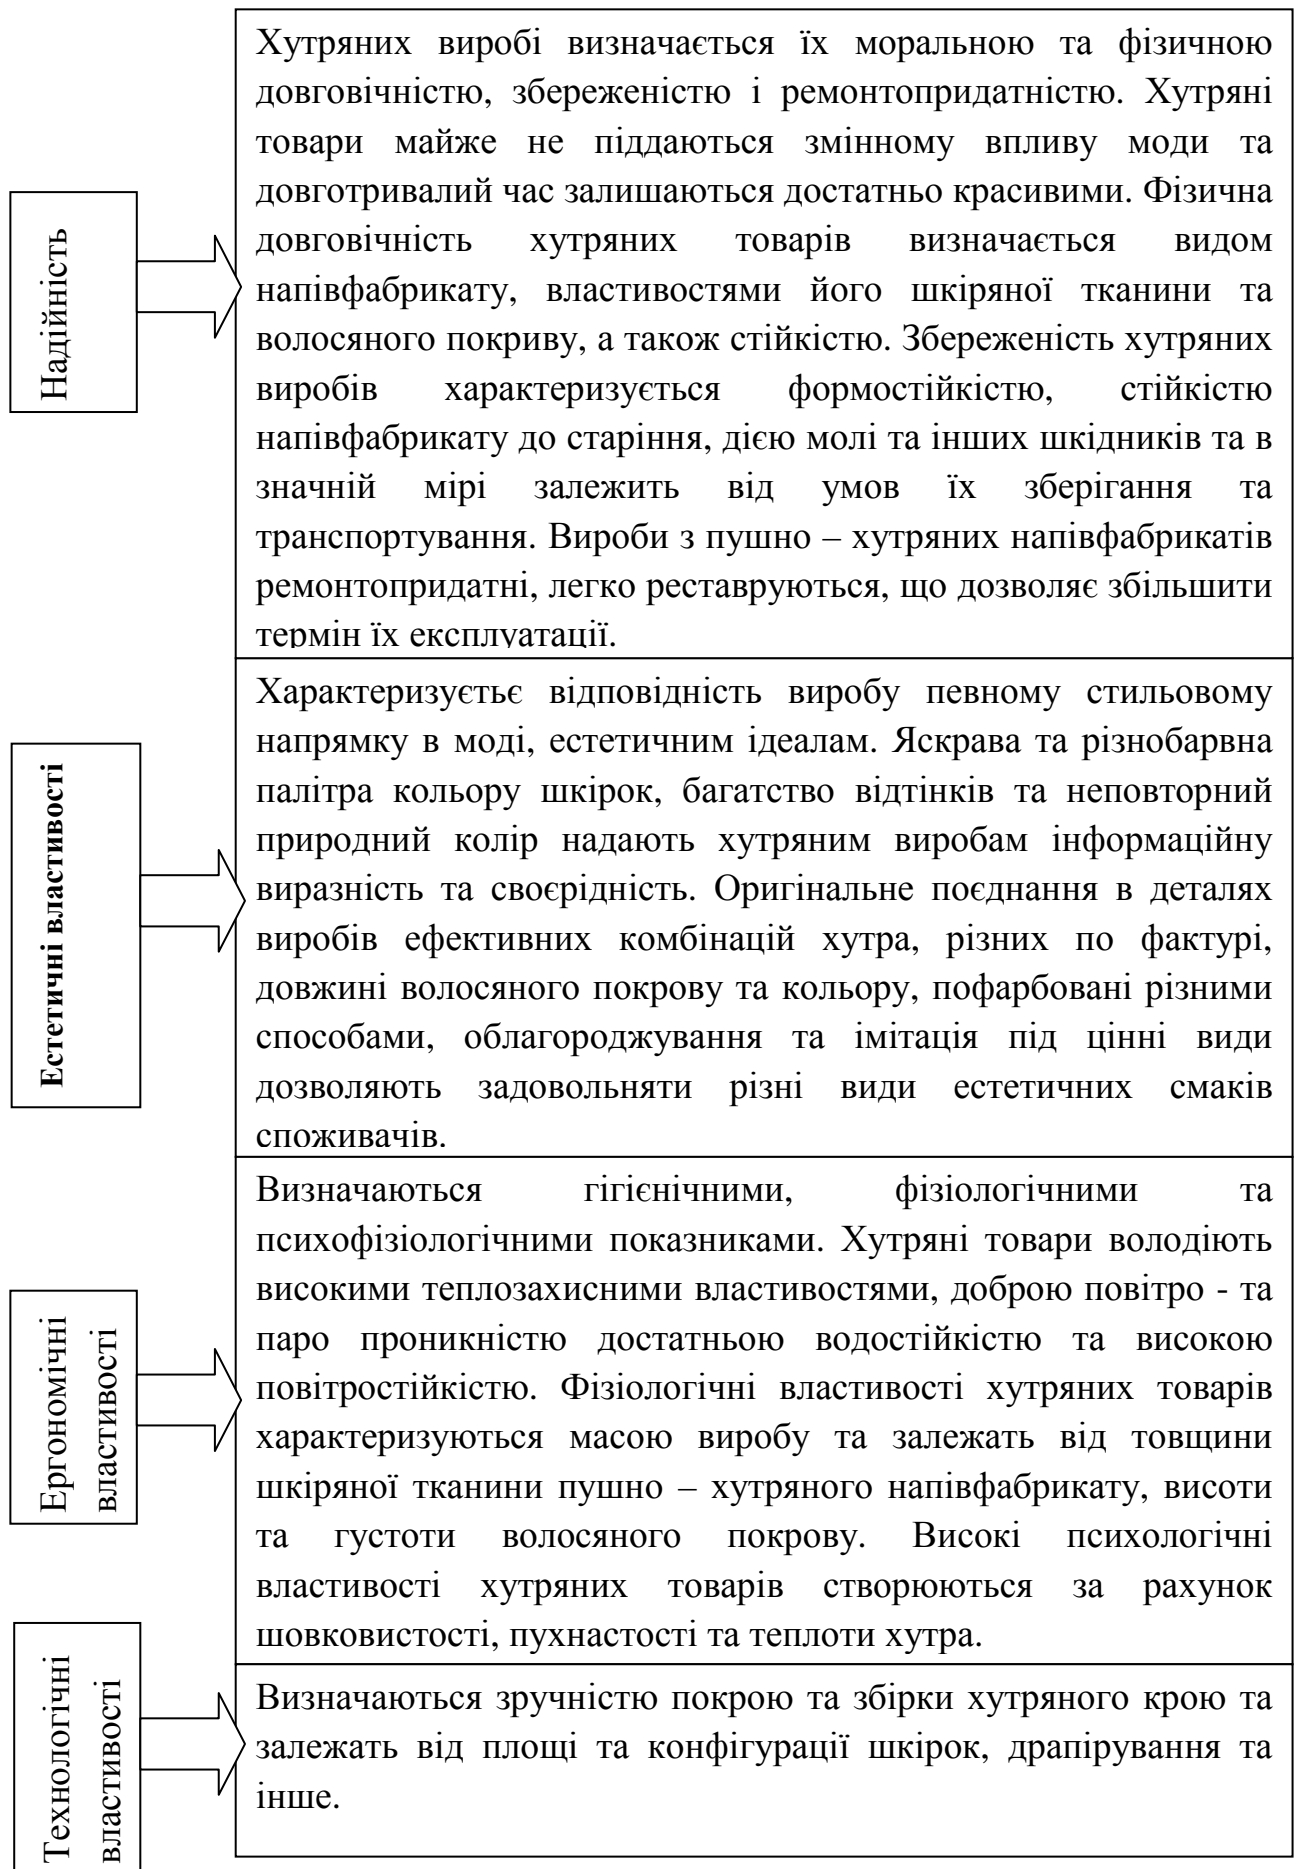 Надійність
Хутряних виробі визначається їх моральною та фізичною
довговічністю, збереженістю і ремонтопридатністю. Хутряні
товари майже не піддаються змінному впливу моди та
довготривалий час залишаються достатньо красивими. Фізична
довговічність хутряних товарів визначається видом
напівфабрикату, властивостями його шкіряної тканини та
волосяного покриву, а також стійкістю. Збереженість хутряних
виробів характеризується формостійкістю, стійкістю
напівфабрикату до старіння, дією молі та інших шкідників та в
значній мірі залежить від умов їх зберігання та
транспортування. Вироби з пушно – хутряних напівфабрикатів
ремонтопридатні, легко реставруються, що дозволяє збільшити
термін їх експлуатації.
Естетичні властивості
Характеризуєтьє відповідність виробу певному стильовому
напрямку в моді, естетичним ідеалам. Яскрава та різнобарвна
палітра кольору шкірок, багатство відтінків та неповторний
природний колір надають хутряним виробам інформаційну
виразність та своєрідність. Оригінальне поєднання в деталях
виробів ефективних комбінацій хутра, різних по фактурі,
довжині волосяного покрову та кольору, пофарбовані різними
способами, облагороджування та імітація під цінні види
дозволяють задовольняти різні види естетичних смаків
споживачів.
Ергономічні
властивості
Визначаються гігієнічними, фізіологічними та
психофізіологічними показниками. Хутряні товари володіють
високими теплозахисними властивостями, доброю повітро - та
паро проникністю достатньою водостійкістю та високою
повітростійкістю. Фізіологічні властивості хутряних товарів
характеризуються масою виробу та залежать від товщини
шкіряної тканини пушно – хутряного напівфабрикату, висоти
та густоти волосяного покрову. Високі психологічні
властивості хутряних товарів створюються за рахунок
шовковистості, пухнастості та теплоти хутра.
Технологічні
властивості
Визначаються зручністю покрою та збірки хутряного крою та
залежать від площі та конфігурації шкірок, драпірування та
інше.